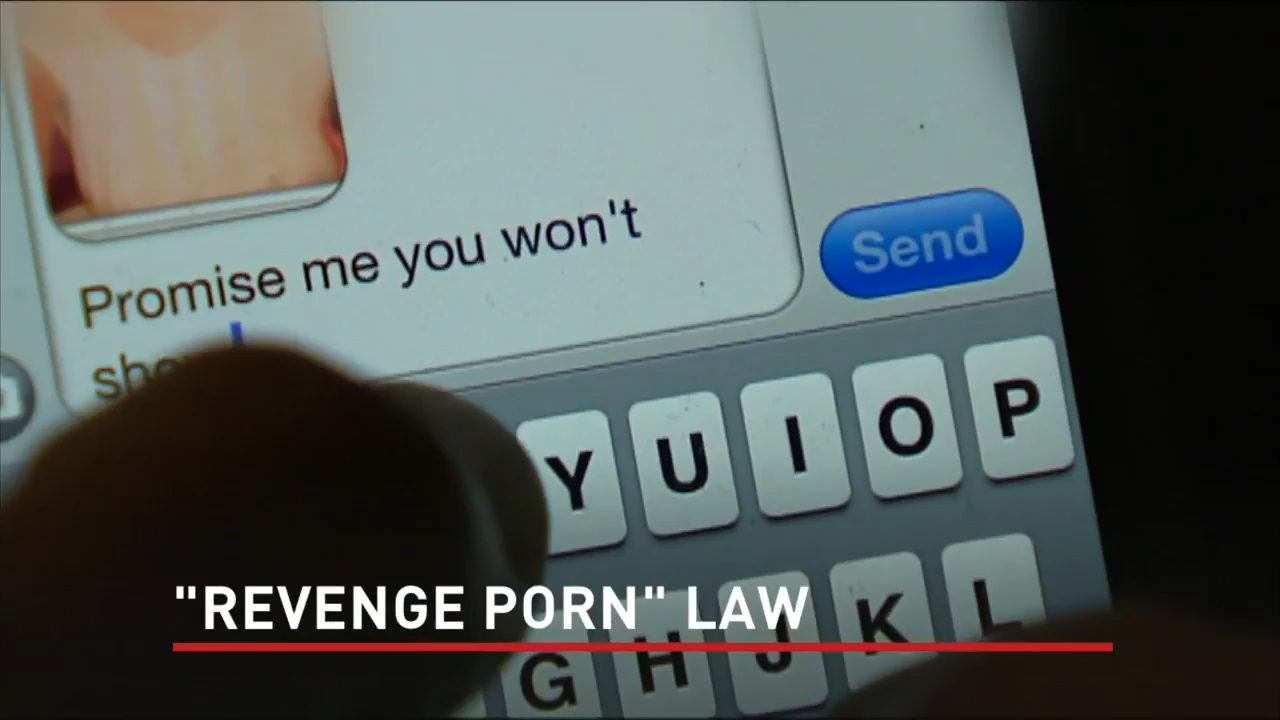 Promise me you won't
Send
Y U I O P
G H J K L
"REVENGE PORN" LAW